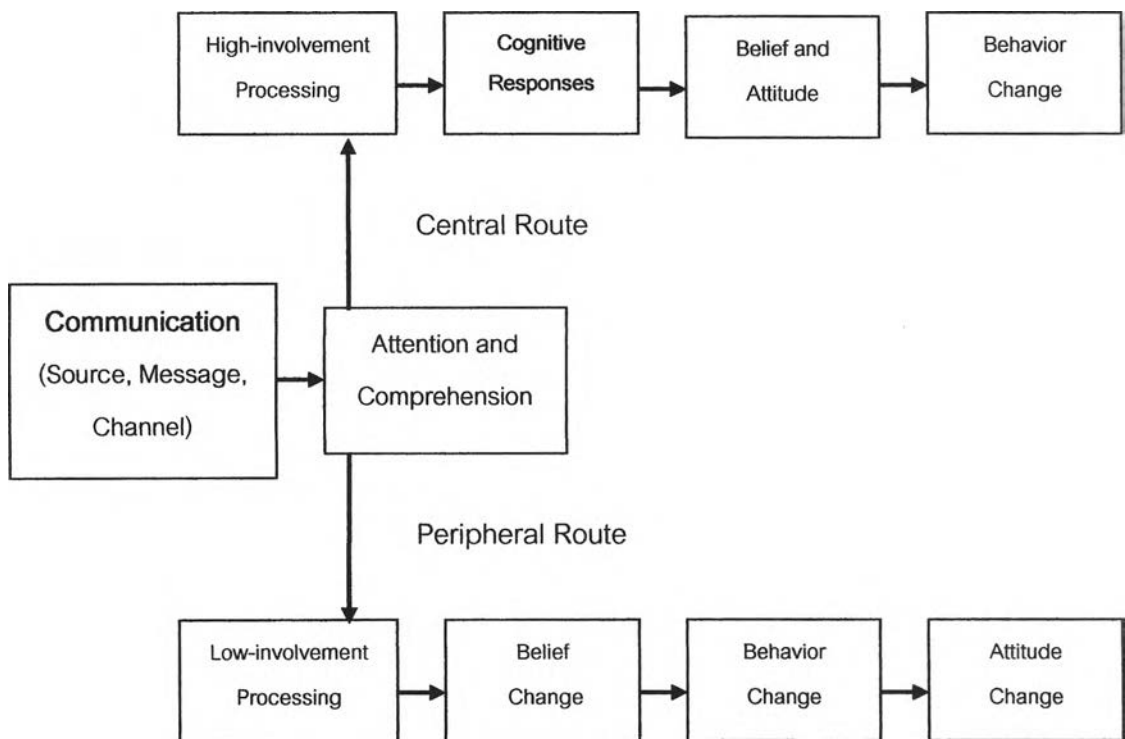 High-involvement
Processing
Cognitive
Responses
Belief and
Attitude
Behavior
Change
Central Route
Communication
(Source, Message,
Channel)
Attention and
Comprehension
Peripheral Route
Low-involvement
Processing
Belief
Change
Behavior
Change
Attitude
Change